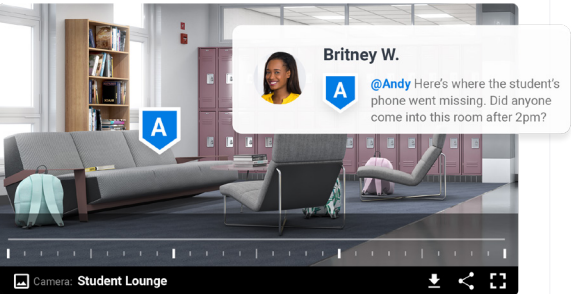 Britney W.
A
@Andy Here's where the student's
phone went missing. Did anyone
come into this room after 2pm?
A
Camera: Student Lounge